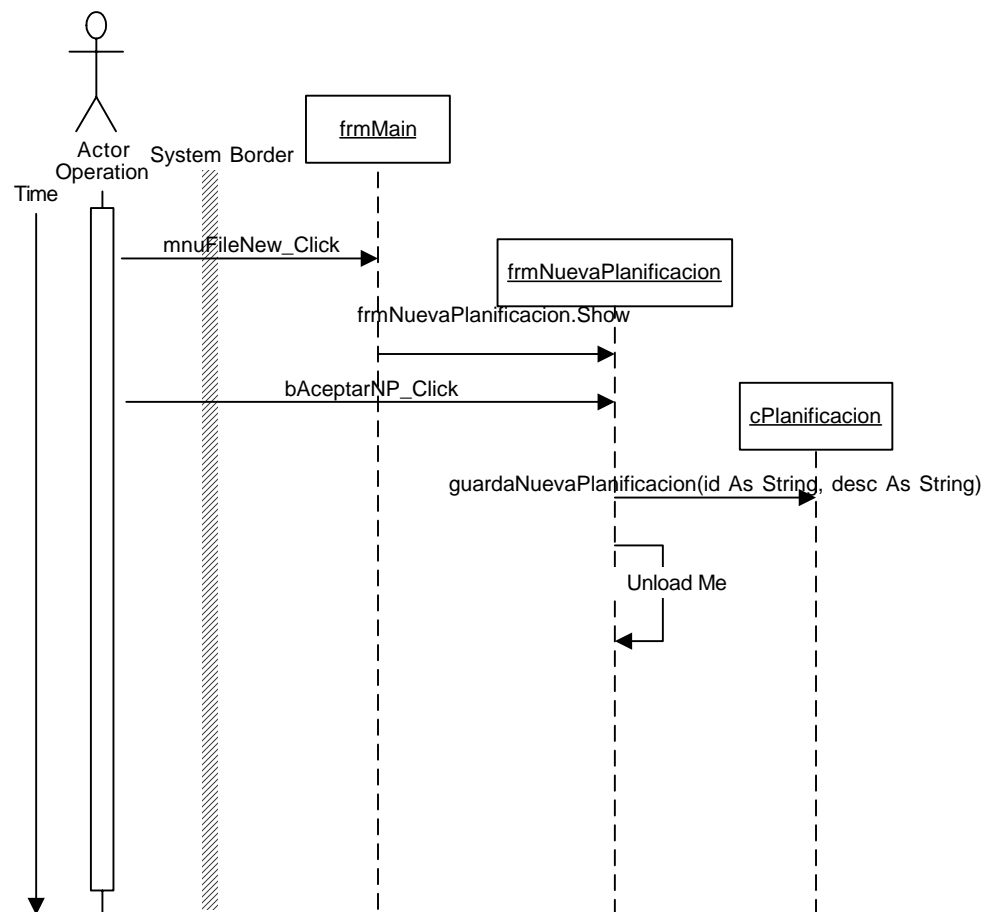 frmMain
Actor
Operation
System Border
Time
mnuFileNew_Click
frmNuevaPlanificacion
frmNuevaPlanificacion.Show
bAceptarNP_Click
cPlanificacion
guardaNuevaPlanificacion(id As String, desc As String)
Unload Me